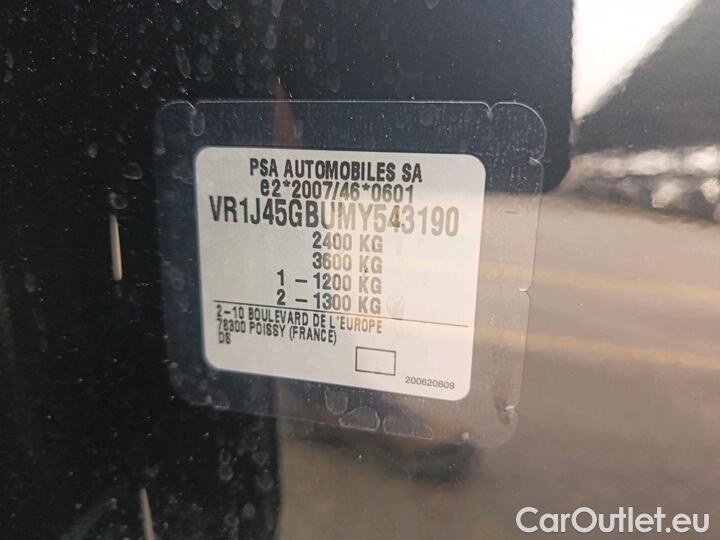 PSA AUTOMOBILES SA
e2*2007/46*0601
VR1J45GBUMY543190
2400 KG
3600 KG
1 - 1200 KG
2 - 1300 KG
2-10 BOULEVARD DE L'EUROPE
78300 POISSY (FRANCE)
DS
200620809
CarOutlet.eu